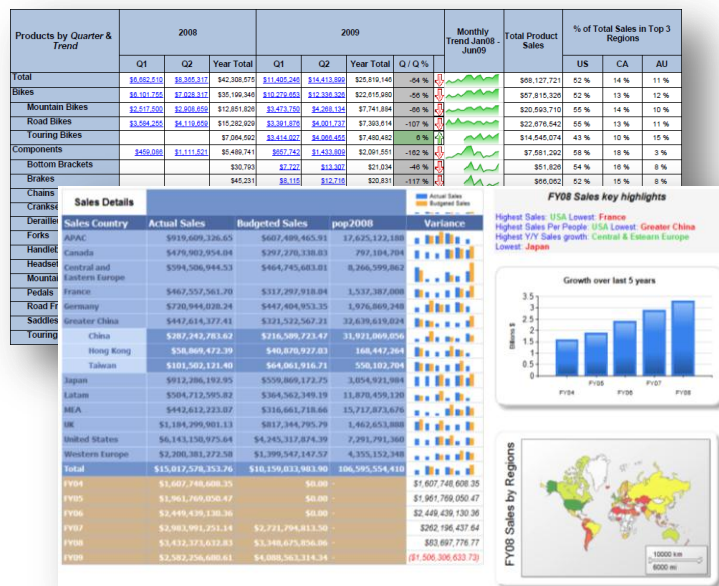 Products by Quarter & Trend 2008 2009 Monthly Trend Jan08 - Jun09 Total Product Sales % of Total Sales in Top 3 Regions
Q1 Q2 Year Total Q1 Q2 Year Total Q / Q % US CA AU
Total $6,682,510 $8,365,317 $42,308,575 $11,405,246 $14,413,899 $25,819,146 -64 % $68,127,721 52 % 14 % 11 %
Bikes $6,101,755 $7,028,317 $35,199,346 $10,279,653 $12,336,326 $22,615,980 -56 % $57,815,326 52 % 13 % 12 %
Mountain Bikes $2,517,500 $2,908,659 $12,851,826 $3,473,750 $4,268,134 $7,741,884 -66 % $20,593,710 55 % 14 % 10 %
Road Bikes $3,584,255 $4,119,659 $15,282,929 $3,391,876 $4,001,737 $7,393,614 -107 % $22,676,542 55 % 13 % 11 %
Touring Bikes $7,064,592 $3,414,027 $4,066,455 $7,480,482 6 % $14,545,074 43 % 10 % 15 %
Components $459,086 $1,111,521 $5,489,741 $657,742 $1,433,809 $2,091,551 -162 % $7,581,292 58 % 18 % 3 %
Bottom Brackets $30,793 $7,727 $13,307 $21,034 -46 % $51,826 54 % 16 % 8 %
Brakes $45,231 $8,115 $12,716 $20,831 -117 % $66,062 52 % 15 % 8 %
Chains
Forks
Pedals
Saddles
Touring
Sales Details
Actual Sales
Budgeted Sales
Sales Country Actual Sales Budgeted Sales pop2008 Variance
APAC $919,609,326.65 $607,489,465.91 17,625,122,188
Canada $479,902,954.04 $297,270,338.03 797,104,704
Central and Eastern Europe $594,506,944.53 $464,745,683.01 8,266,599,862
France $467,557,561.70 $317,297,918.04 1,537,387,008
Germany $720,944,028.24 $447,404,953.35 1,976,869,248
Greater China $447,614,377.41 $321,522,567.21 32,639,619,024
China $287,242,783.62 $216,589,723.47 31,921,069,056
Hong Kong $58,869,472.39 $40,870,927.03 168,447,264
Taiwan $101,502,121.40 $64,061,916.71 550,102,704
Japan $912,286,192.95 $559,869,172.75 3,054,921,984
Latam $504,712,595.82 $364,562,349.19 11,870,459,120
MEA $442,612,223.07 $316,661,718.66 15,717,873,676
UK $1,184,299,901.13 $817,344,795.79 1,462,653,888
United States $6,143,150,975.64 $4,245,317,874.39 7,291,791,360
Western Europe $2,200,381,272.58 $1,399,547,147.57 4,355,152,348
Total $15,017,578,353.76 $10,159,033,983.90 106,595,554,410
FY04 $1,607,748,608.35 $0.00 - $1,607,748,608.35
FY05 $1,961,769,050.47 $0.00 - $1,961,769,050.47
FY06 $2,449,439,130.36 $0.00 - $2,449,439,130.36
FY07 $2,983,991,251.14 $2,721,794,813.50 - $262,196,437.64
FY08 $3,432,373,632.83 $3,348,675,856.06 - $83,697,776.77
FY09 $2,582,256,680.61 $4,088,563,314.34 - ($1,506,306,633.73)
FY08 Sales key highlights
Highest Sales: USA Lowest: France
Highest Sales Per People: USA Lowest: Greater China
Highest Y/Y Sales growth: Central & Estearn Europe
Lowest: Japan
Growth over last 5 years
Billions $
3.5
3
2.5
2
1.5
1
0.5
0
FY04 FY05 FY06 FY07 FY08
FY08 Sales by Regions
10000 km
6000 mi